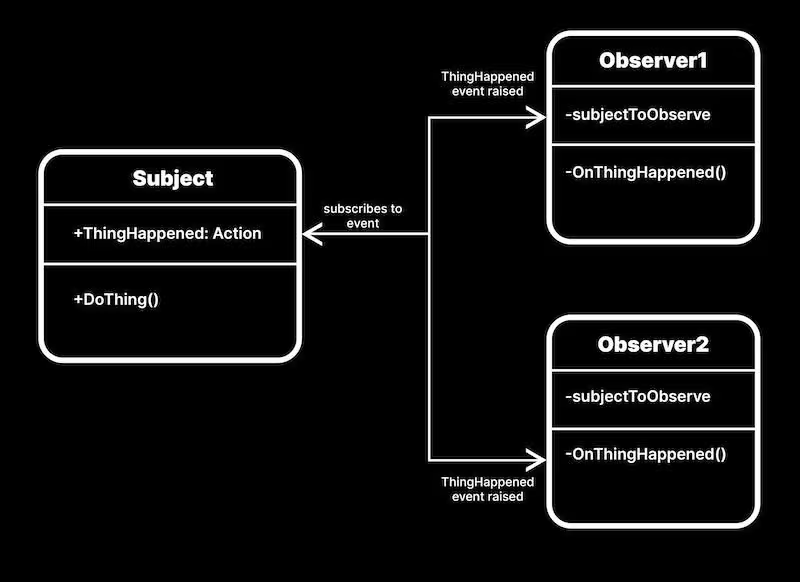 Subject
+ThingHappened: Action
+DoThing()
subscribes to
event
ThingHappened
event raised
Observer1
-subjectToObserve
-OnThingHappened()
Observer2
-subjectToObserve
-OnThingHappened()
ThingHappened
event raised